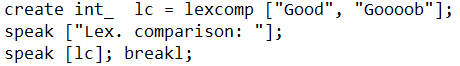 create int_  lc = lexcomp ["Good", "Goooob"];
speak ["Lex. comparison: "];
speak [lc]; breakl;